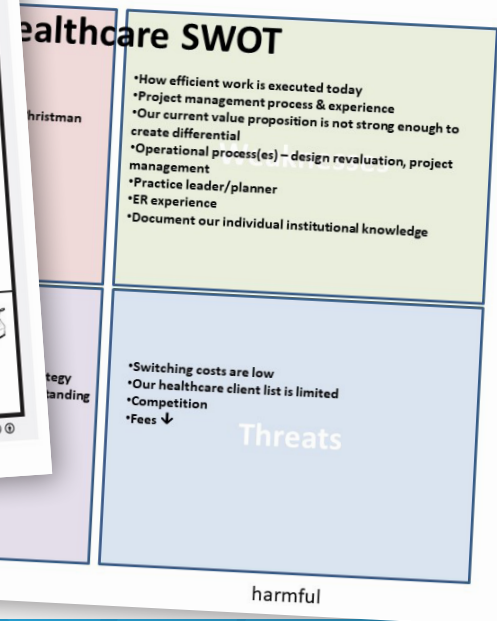 ealthcare SWOT
hristman
•How efficient work is executed today
•Project management process & experience
•Our current value proposition is not strong enough to
create differential
•Operational process(es) – design revaluation, project
management
•Practice leader/planner
•ER experience
•Document our individual institutional knowledge
Weaknesses
tegy
tanding
•Switching costs are low
•Our healthcare client list is limited
•Competition
•Fees ↓
Threats
harmful